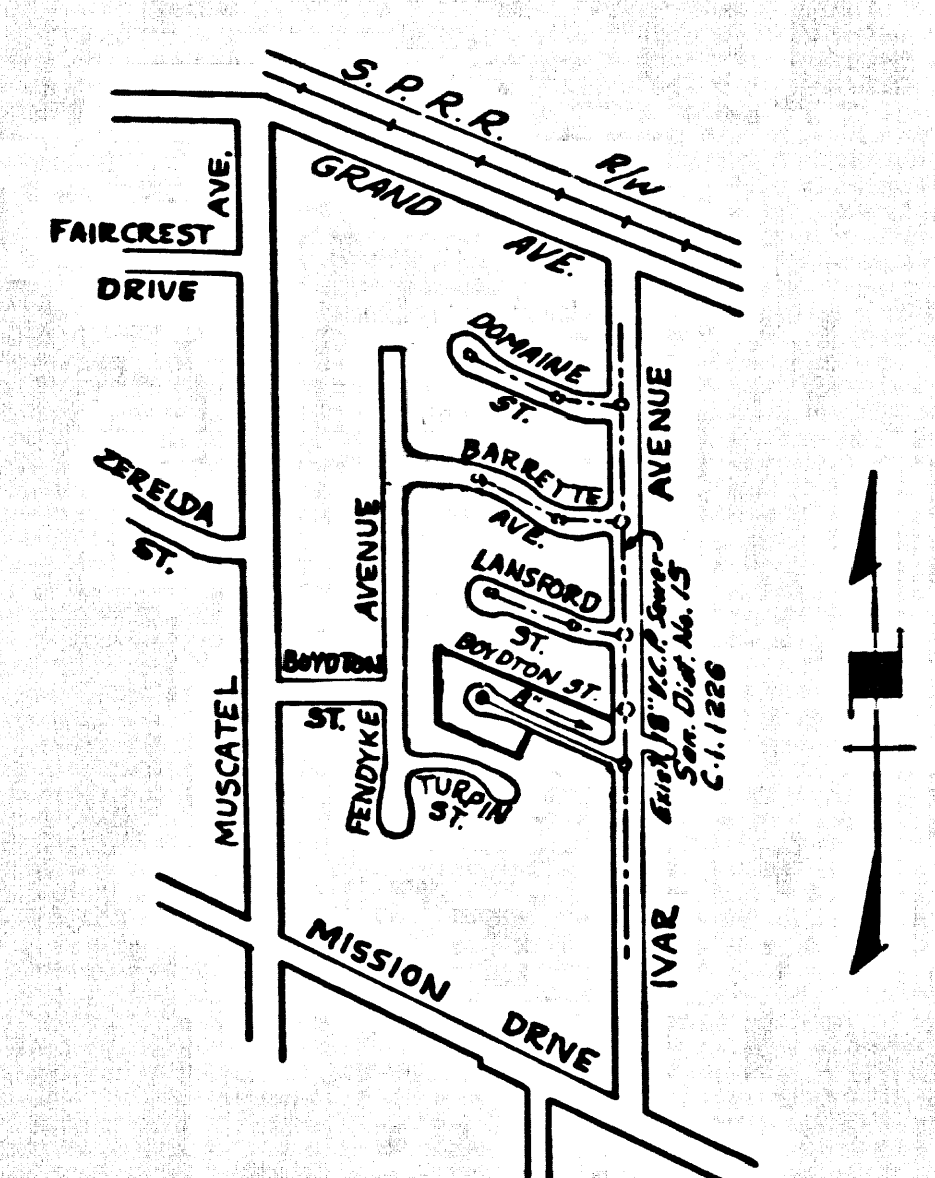 S. P. R. R.
R/W
GRAND
AVE.
AVE.
FAIRCREST
DRIVE
DOMAINE
ST.
AVENUE
BARRETTE
AVE.
ZERELDA
ST.
AVENUE
LANSFORD
ST.
BOYDTON ST.
BOYDTON
ST.
MUSCATEL
FENDYKE
TURPIN
ST.
Exist. 18" V.C.P. Sewer
San. Dist. No. 15
C.I. 1226
IVAR
MISSION
DRIVE